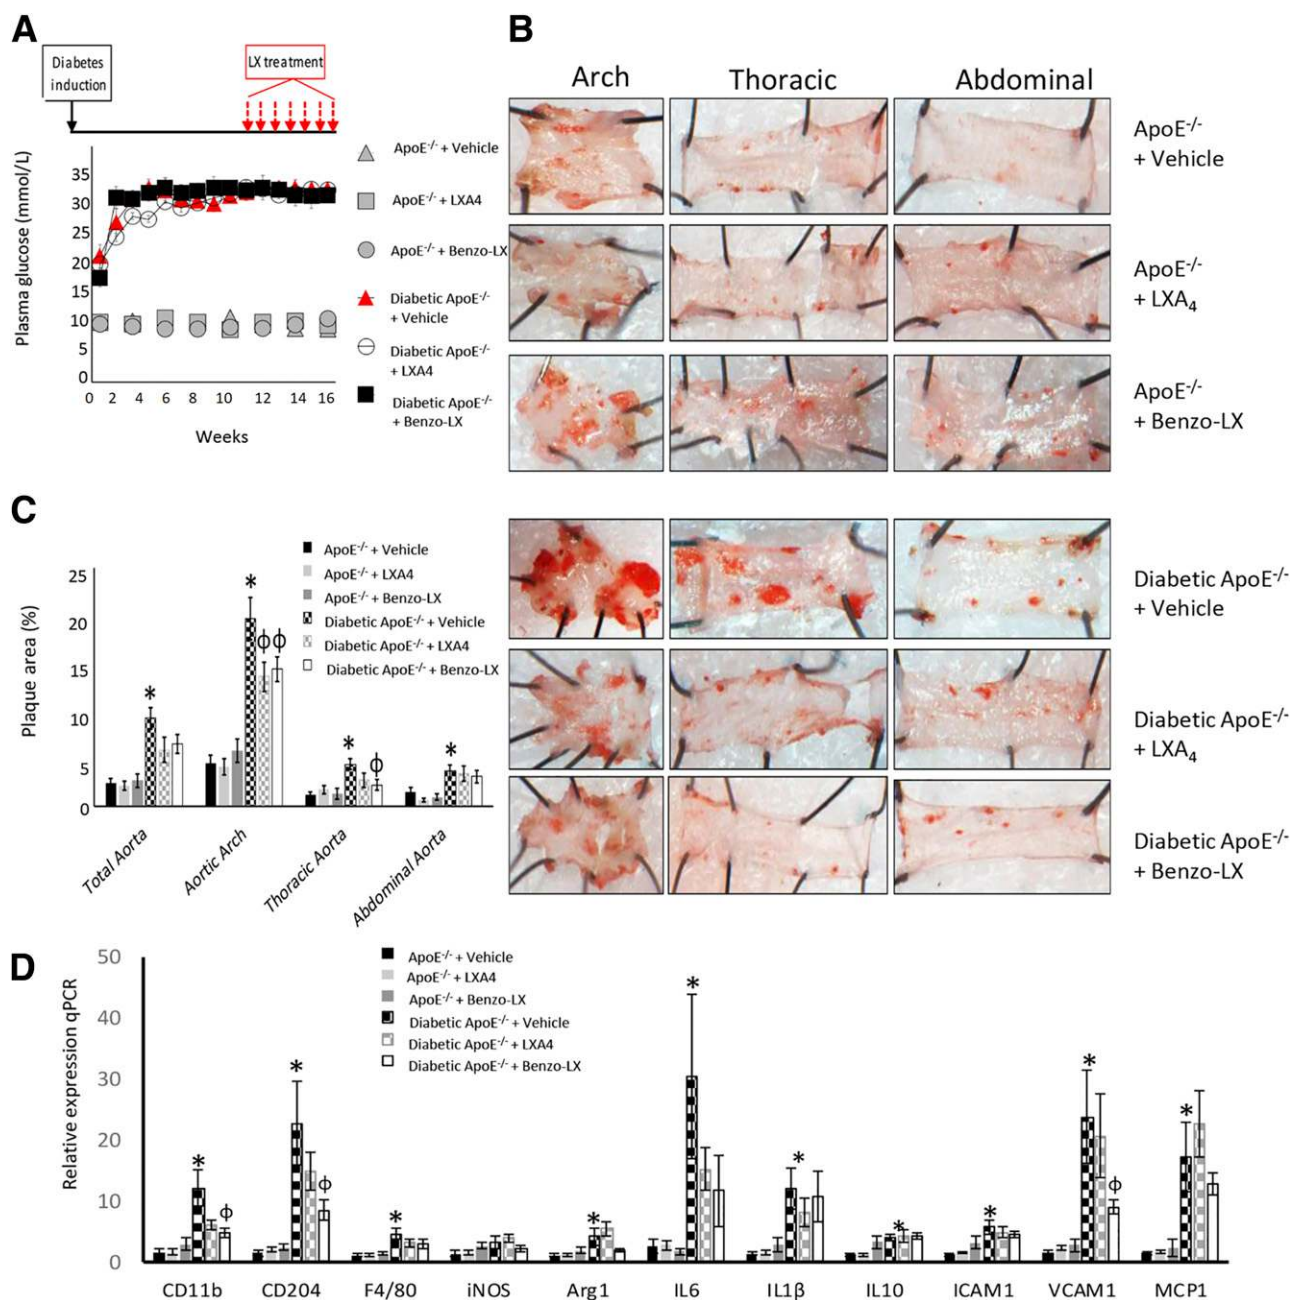 A
Diabetes
induction
LX treatment
Plasma glucose (mmol/L)
35
30
25
20
15
10
5
0
0 2 4 6 8 10 12 14 16
Weeks
ApoE⁻/⁻ + Vehicle
ApoE⁻/⁻ + LXA4
ApoE⁻/⁻ + Benzo-LX
Diabetic ApoE⁻/⁻
+ Vehicle
Diabetic ApoE⁻/⁻
+ LXA4
Diabetic ApoE⁻/⁻
+ Benzo-LX
B
Arch Thoracic Abdominal
ApoE⁻/⁻
+ Vehicle
ApoE⁻/⁻
+ LXA₄
ApoE⁻/⁻
+ Benzo-LX
Diabetic ApoE⁻/⁻
+ Vehicle
Diabetic ApoE⁻/⁻
+ LXA₄
Diabetic ApoE⁻/⁻
+ Benzo-LX
C
Plaque area (%)
25
20
15
10
5
0
ApoE⁻/⁻ + Vehicle
ApoE⁻/⁻ + LXA4
ApoE⁻/⁻ + Benzo-LX
Diabetic ApoE⁻/⁻ + Vehicle
Diabetic ApoE⁻/⁻ + LXA4
Diabetic ApoE⁻/⁻ + Benzo-LX
* * ϕ ϕ * ϕ *
Total Aorta
Aortic Arch
Thoracic Aorta
Abdominal Aorta
D
Relative expression qPCR
50
40
30
20
10
0
ApoE⁻/⁻ + Vehicle
ApoE⁻/⁻ + LXA4
ApoE⁻/⁻ + Benzo-LX
Diabetic ApoE⁻/⁻ + Vehicle
Diabetic ApoE⁻/⁻ + LXA4
Diabetic ApoE⁻/⁻ + Benzo-LX
* ϕ * ϕ * * * * * * * ϕ *
CD11b CD204 F4/80 iNOS Arg1 IL6 IL1β IL10 ICAM1 VCAM1 MCP1